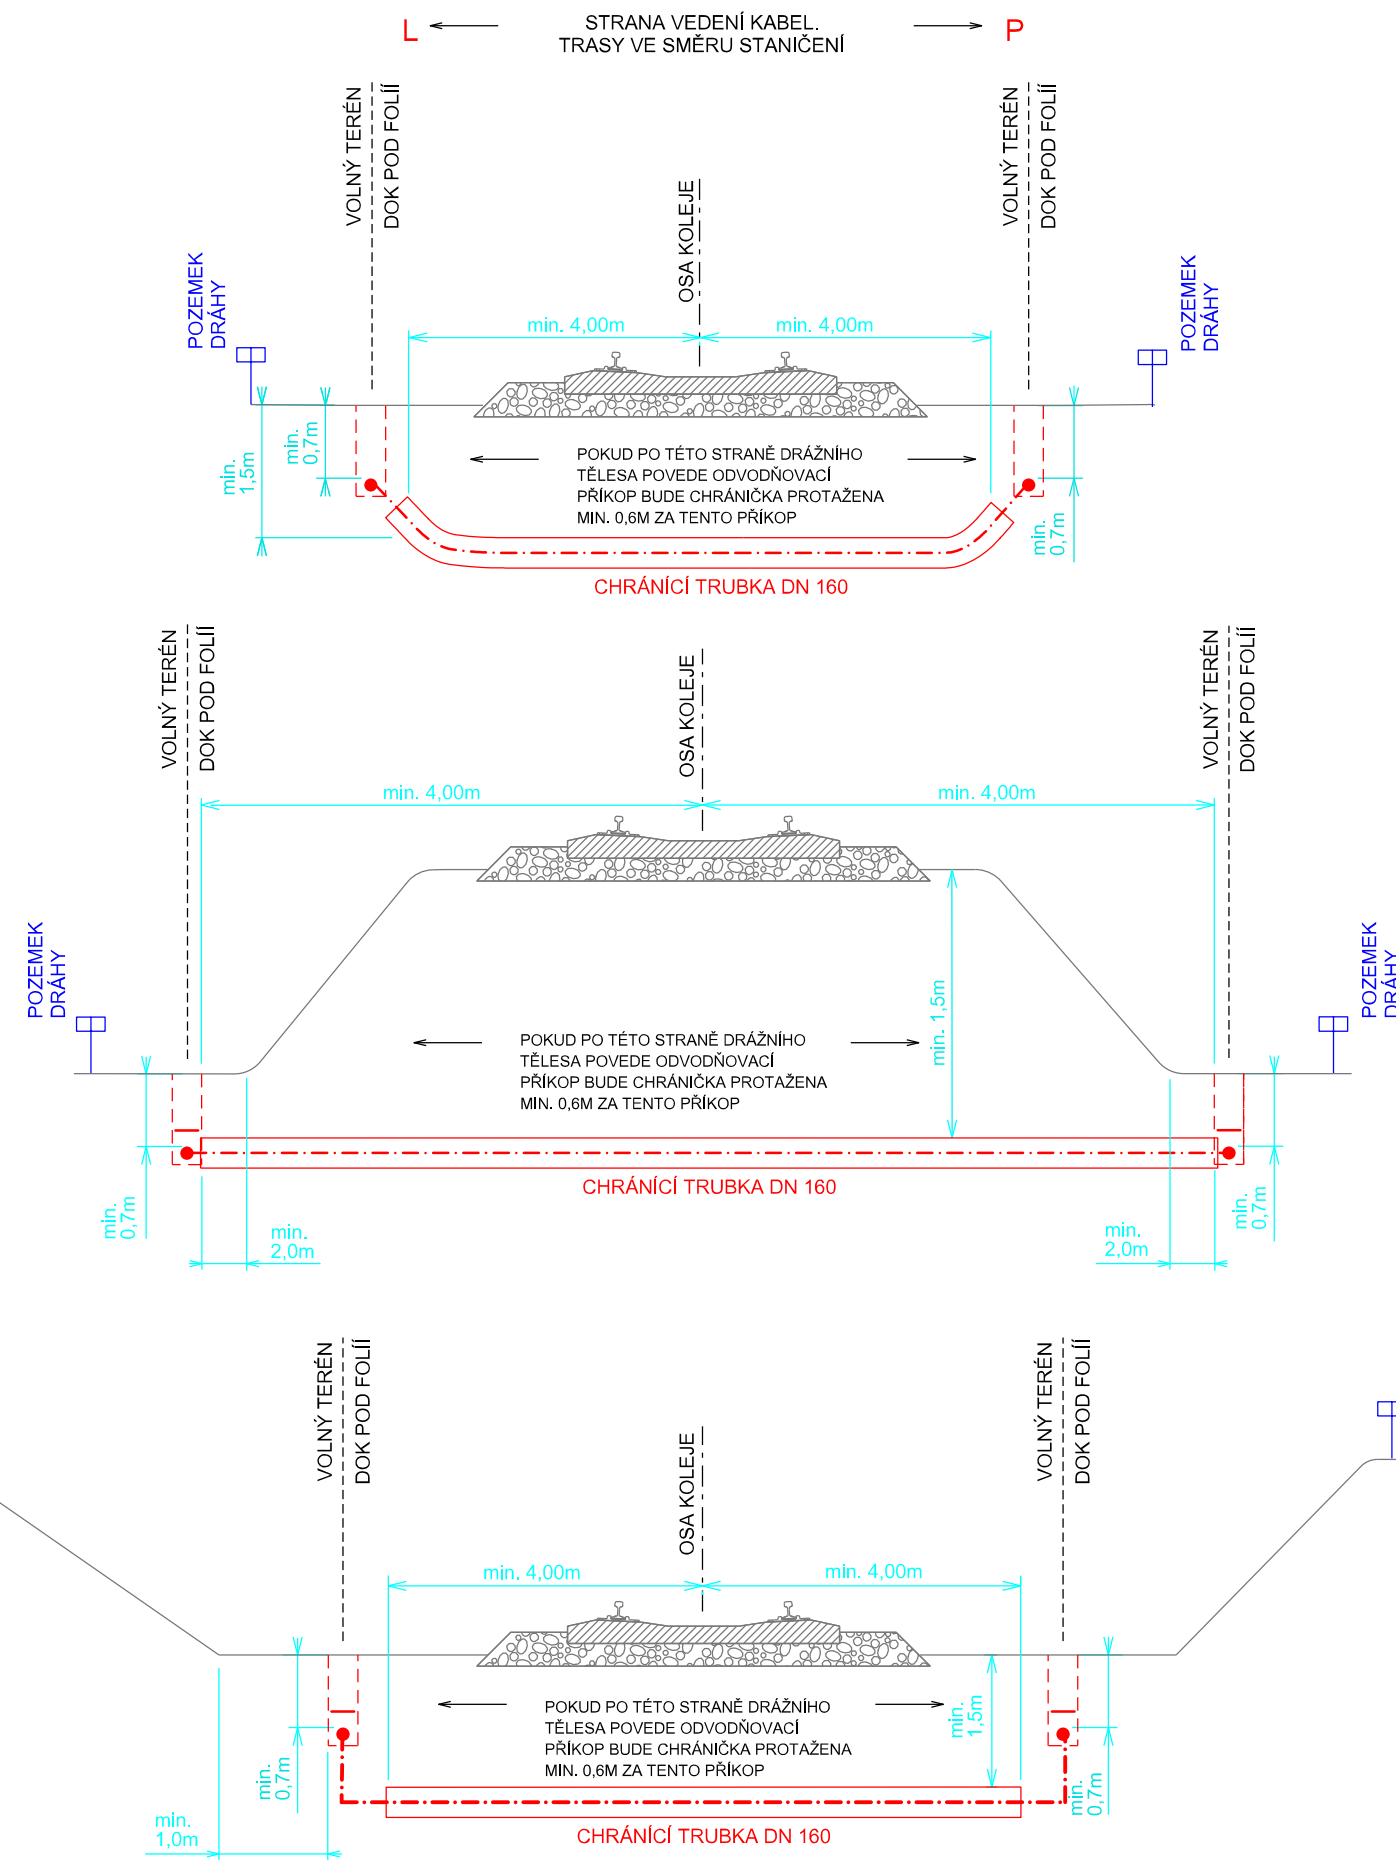 L
STRANA VEDENÍ KABEL.
TRASY VE SMĚRU STANIČENÍ
P
VOLNÝ TERÉN
DOK POD FOLÍÍ
OSA KOLEJE
VOLNÝ TERÉN
DOK POD FOLÍÍ
POZEMEK
DRÁHY
POZEMEK
DRÁHY
min. 4,00m
min. 4,00m
min.
1,5m
min.
0,7m
POKUD PO TÉTO STRANĚ DRÁŽNÍHO
TĚLESA POVEDE ODVODŇOVACÍ
PŘÍKOP BUDE CHRÁNIČKA PROTAŽENA
MIN. 0,6M ZA TENTO PŘÍKOP
min.
0,7m
CHRÁNÍCÍ TRUBKA DN 160
VOLNÝ TERÉN
DOK POD FOLÍÍ
OSA KOLEJE
VOLNÝ TERÉN
DOK POD FOLÍÍ
min. 4,00m
min. 4,00m
POZEMEK
DRÁHY
POZEMEK
DRÁHY
min. 1,5m
POKUD PO TÉTO STRANĚ DRÁŽNÍHO
TĚLESA POVEDE ODVODŇOVACÍ
PŘÍKOP BUDE CHRÁNIČKA PROTAŽENA
MIN. 0,6M ZA TENTO PŘÍKOP
CHRÁNÍCÍ TRUBKA DN 160
min.
0,7m
min.
2,0m
min.
2,0m
min.
0,7m
VOLNÝ TERÉN
DOK POD FOLÍÍ
OSA KOLEJE
VOLNÝ TERÉN
DOK POD FOLÍÍ
min. 4,00m
min. 4,00m
POKUD PO TÉTO STRANĚ DRÁŽNÍHO
TĚLESA POVEDE ODVODŇOVACÍ
PŘÍKOP BUDE CHRÁNIČKA PROTAŽENA
MIN. 0,6M ZA TENTO PŘÍKOP
min.
1,5m
min.
0,7m
min.
0,7m
min.
1,0m
CHRÁNÍCÍ TRUBKA DN 160